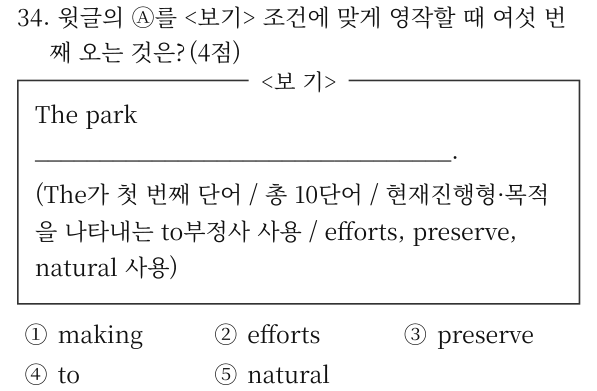 34. 윗글의 Ⓐ를 <보기> 조건에 맞게 영작할 때 여섯 번
째 오는 것은? (4점)
<보 기>
The park
________________________________.
(The가 첫 번째 단어 / 총 10단어 / 현재진행형·목적
을 나타내는 to부정사 사용 / efforts, preserve,
natural 사용)
① making ② efforts ③ preserve
④ to ⑤ natural